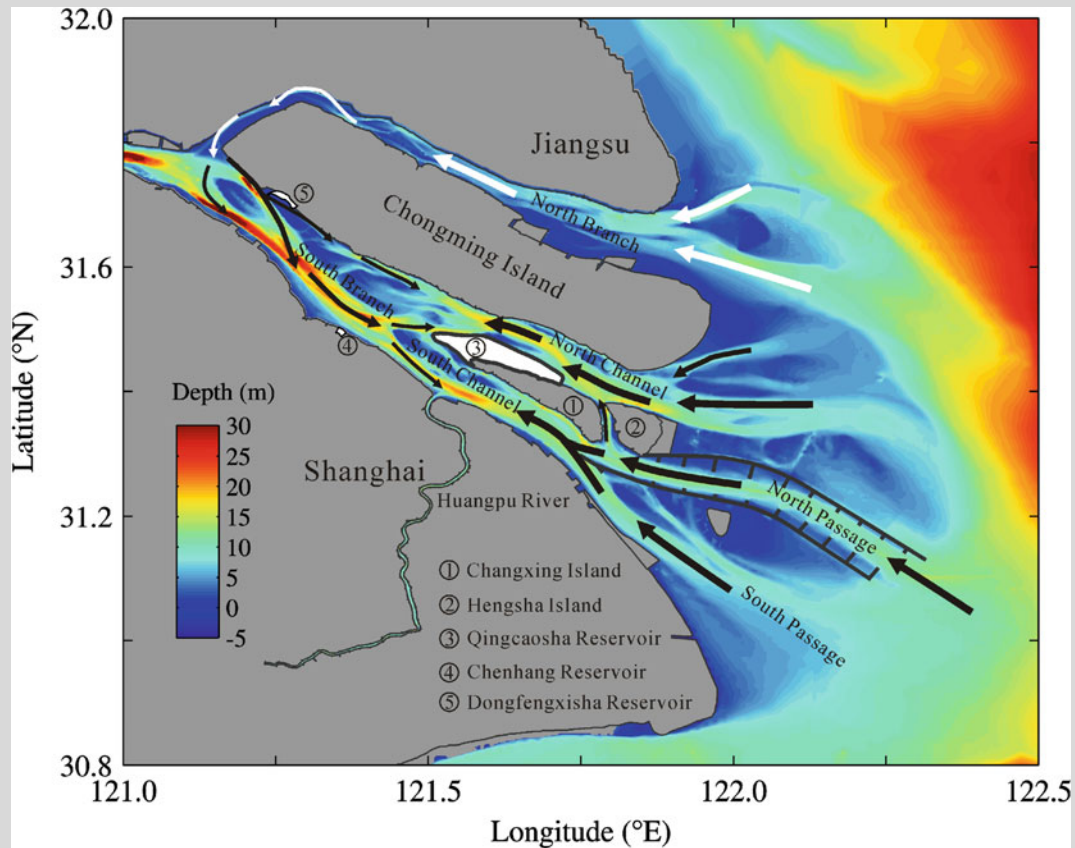 32.0
31.6
31.2
30.8
Latitude (°N)
121.0
121.5
122.0
122.5
Longitude (°E)
Jiangsu
North Branch
Chongming Island
⑤
South Branch
④
③
North Channel
South Channel
①
②
Shanghai
Huangpu River
North Passage
South Passage
Depth (m)
30
25
20
15
10
5
0
-5
① Changxing Island
② Hengsha Island
③ Qingcaosha Reservoir
④ Chenhang Reservoir
⑤ Dongfengxisha Reservoir